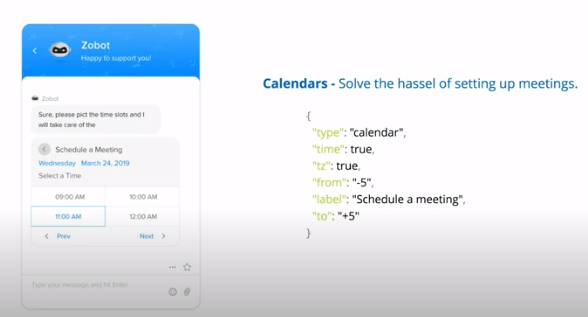 Zobot
Happy to support you!
Zobot
Sure, please pict the time slots and I
will take care of the
Schedule a Meeting
Wednesday March 24, 2019
Select a Time
09:00 AM 10:00 AM
11:00 AM 12:00 AM
Prev Next
Type your message and hit Enter
Calendars - Solve the hassel of setting up meetings.
{
"type": "calendar",
"time": true,
"tz": true,
"from": "-5",
"label": "Schedule a meeting",
"to": "+5"
}